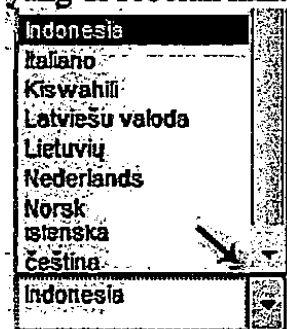 Indonesia
Italiano
Kiswahili
Latviešu valoda
Lietuvių
Nederlands
Norsk
íslenska
čeština
Indonesia